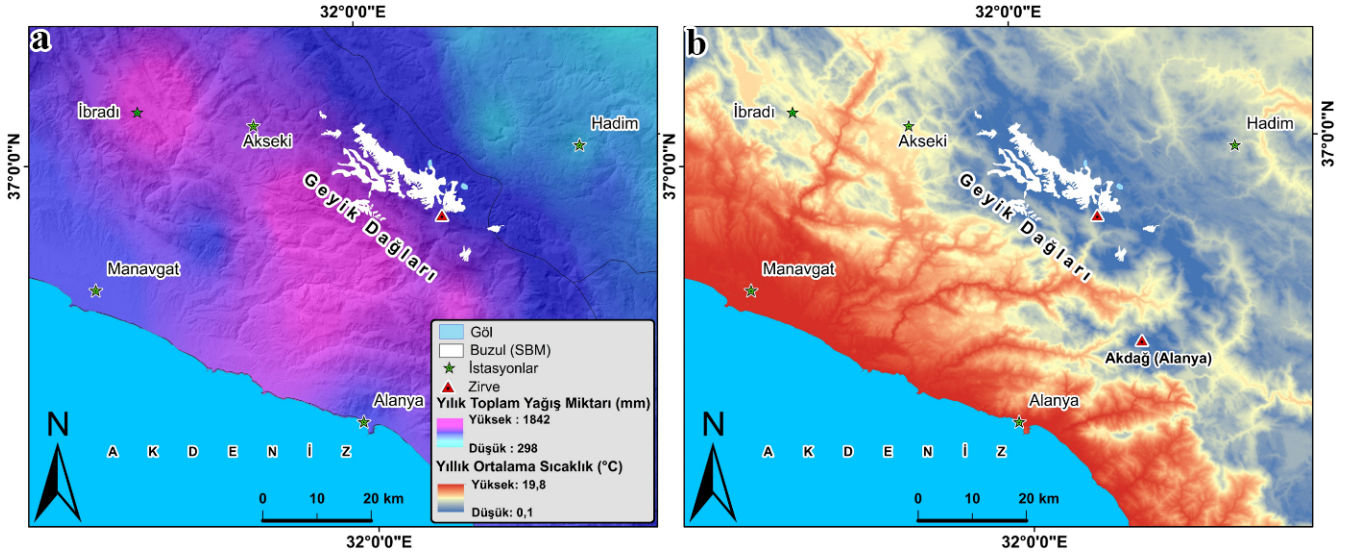 32°0'0"E
a
İbradı
Akseki
Hadim
37°0'0"N
Geyik Dağları
Manavgat
Alanya
N
A K D E N İ Z
0 10 20 km
Göl
Buzul (SBM)
İstasyonlar
Zirve
Yılık Toplam Yağış Miktarı (mm)
Yüksek : 1842
Düşük : 298
Yıllık Ortalama Sıcaklık (°C)
Yüksek: 19,8
Düşük: 0,1
32°0'0"E
32°0'0"E
b
İbradı
Akseki
Hadim
37°0'0"N
Geyik Dağları
Manavgat
Akdağ (Alanya)
Alanya
N
A K D E N İ Z
0 10 20 km
32°0'0"E